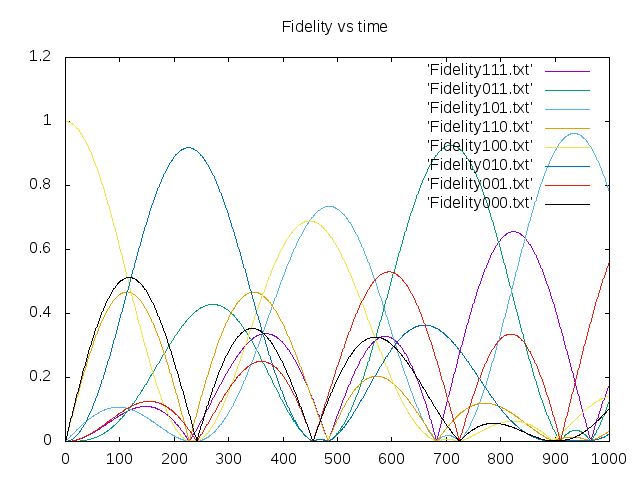 Fidelity vs time
1.2
1
0.8
0.6
0.4
0.2
0
0 100 200 300 400 500 600 700 800 900 1000
'Fidelity111.txt'
'Fidelity011.txt'
'Fidelity101.txt'
'Fidelity110.txt'
'Fidelity100.txt'
'Fidelity010.txt'
'Fidelity001.txt'
'Fidelity000.txt'